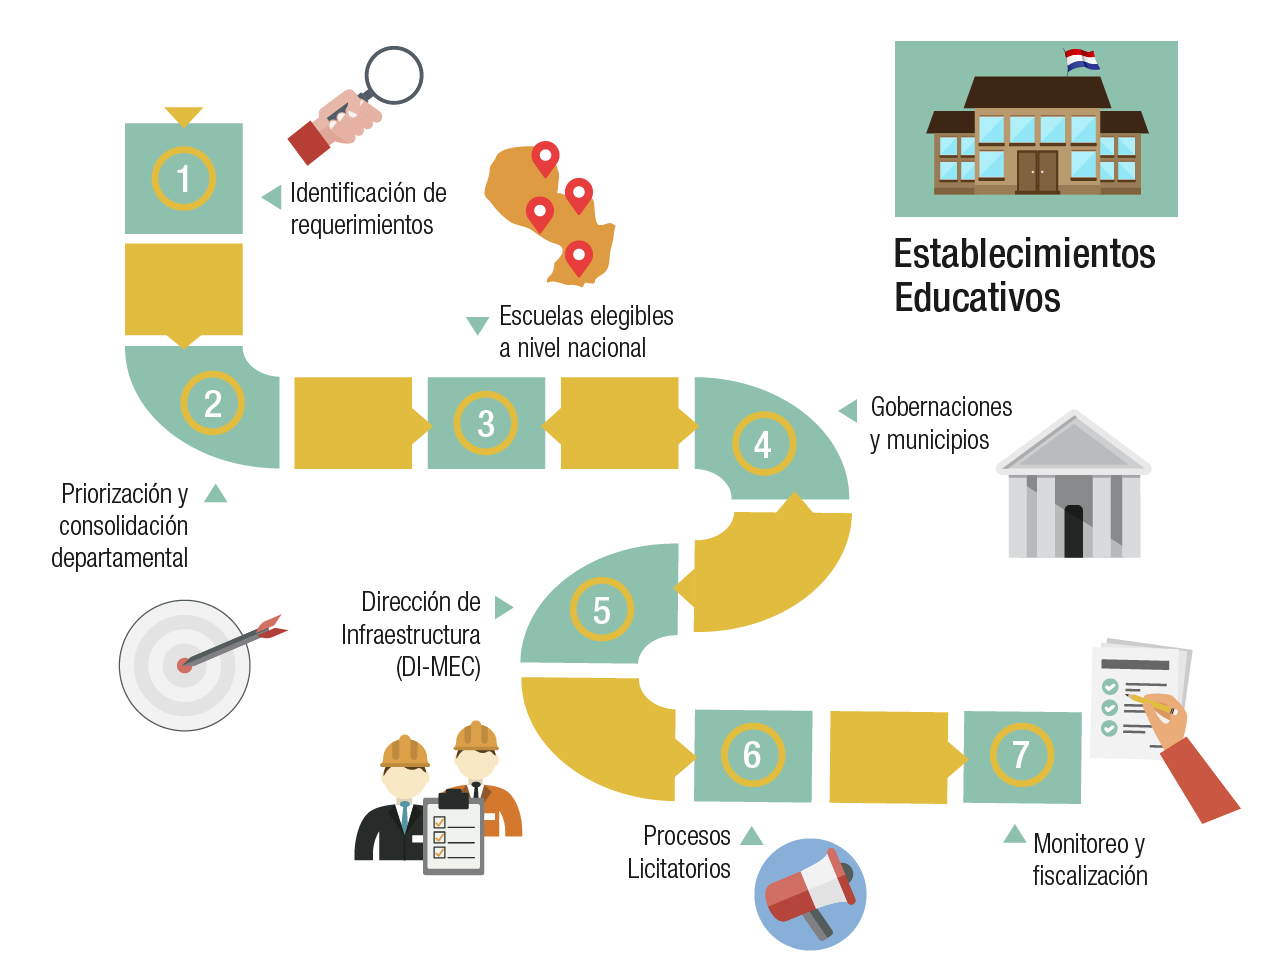 Establecimientos
Educativos
1
Identificación de
requerimientos
2
Priorización y
consolidación
departamental
3
Escuelas elegibles
a nivel nacional
4
Gobernaciones
y municipios
5
Dirección de
Infraestructura
(DI-MEC)
6
Procesos
Licitatorios
7
Monitoreo y
fiscalización